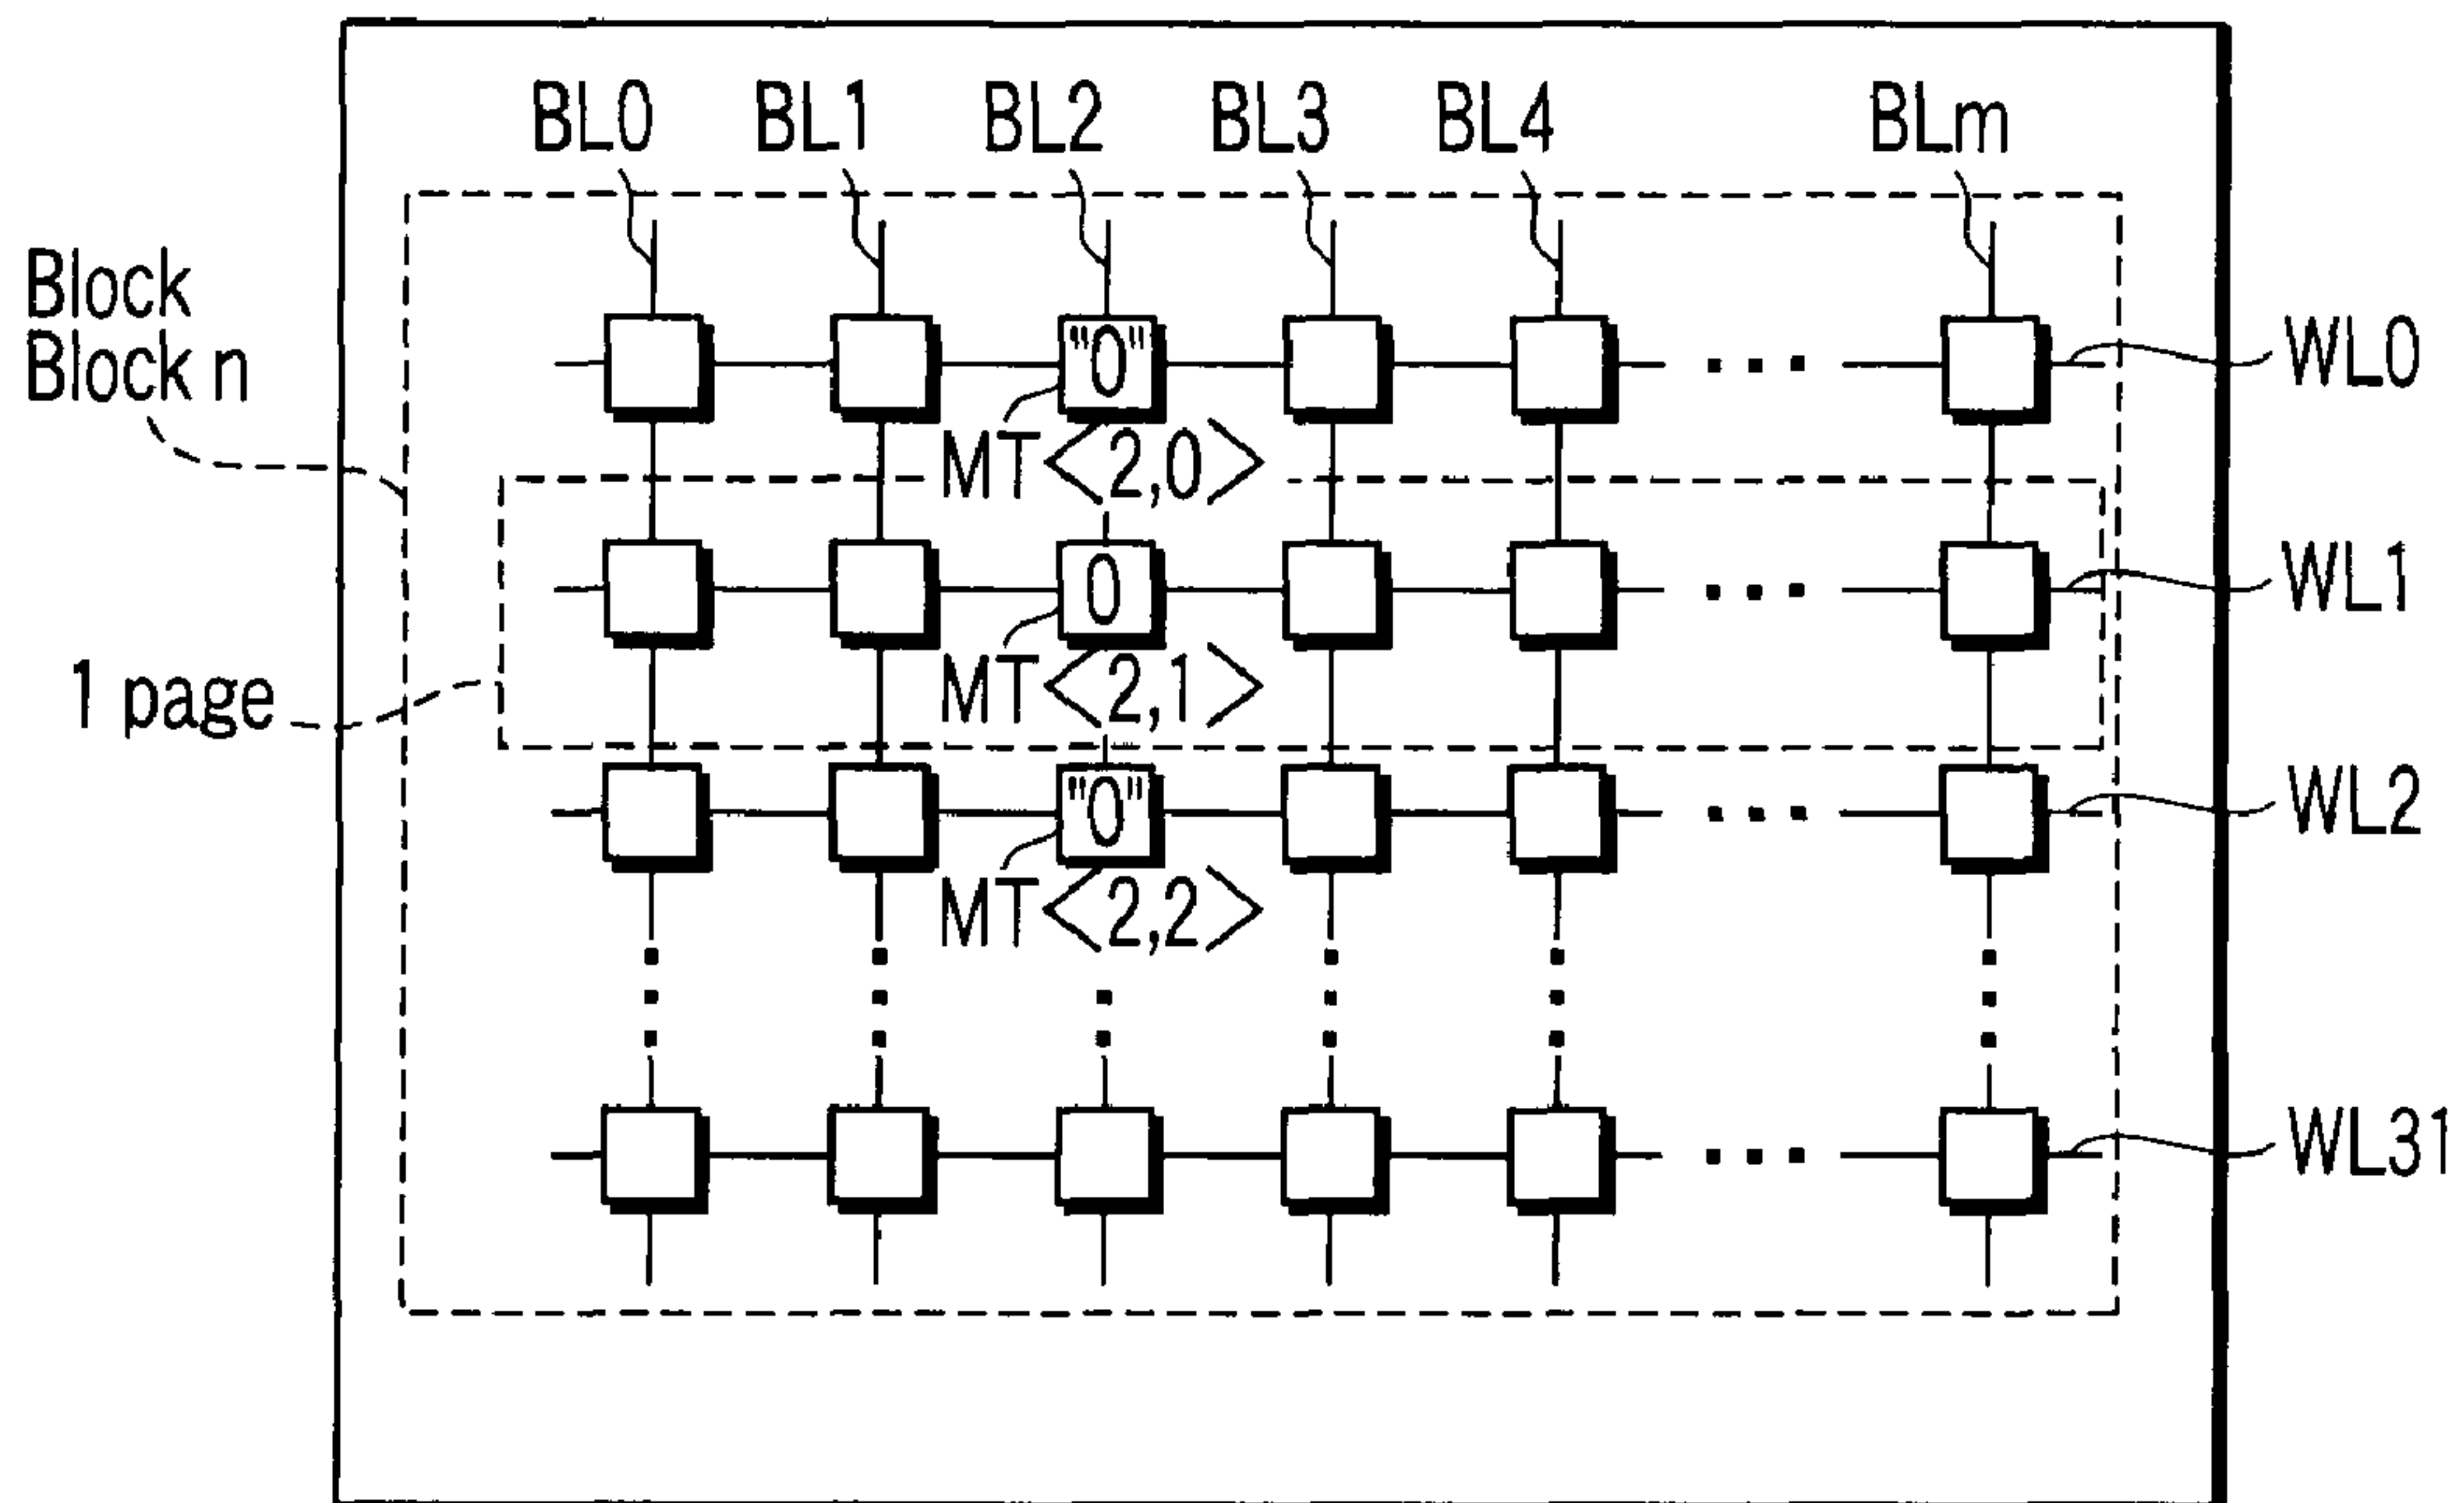 BL0 BL1 BL2 BL3 BL4 BLm
Block
Block n
"0"
WL0
MT<2,0>
0
WL1
1 page
MT<2,1>
"0"
WL2
MT<2,2>
WL31